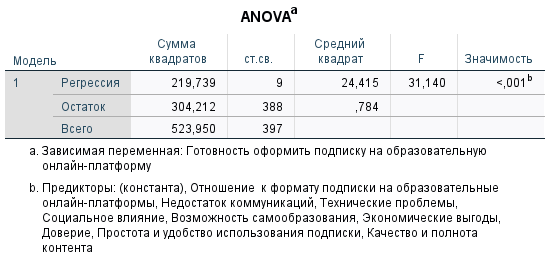 ANOVAa
Модель Сумма квадратов ст.св. Средний квадрат F Значимость
1 Регрессия 219,739 9 24,415 31,140 <,001b
Остаток 304,212 388 ,784
Всего 523,950 397
a. Зависимая переменная: Готовность оформить подписку на образовательную
онлайн-платформу
b. Предикторы: (константа), Отношение к формату подписки на образовательные
онлайн-платформы, Недостаток коммуникаций, Технические проблемы,
Социальное влияние, Возможность самообразования, Экономические выгоды,
Доверие, Простота и удобство использования подписки, Качество и полнота
контента